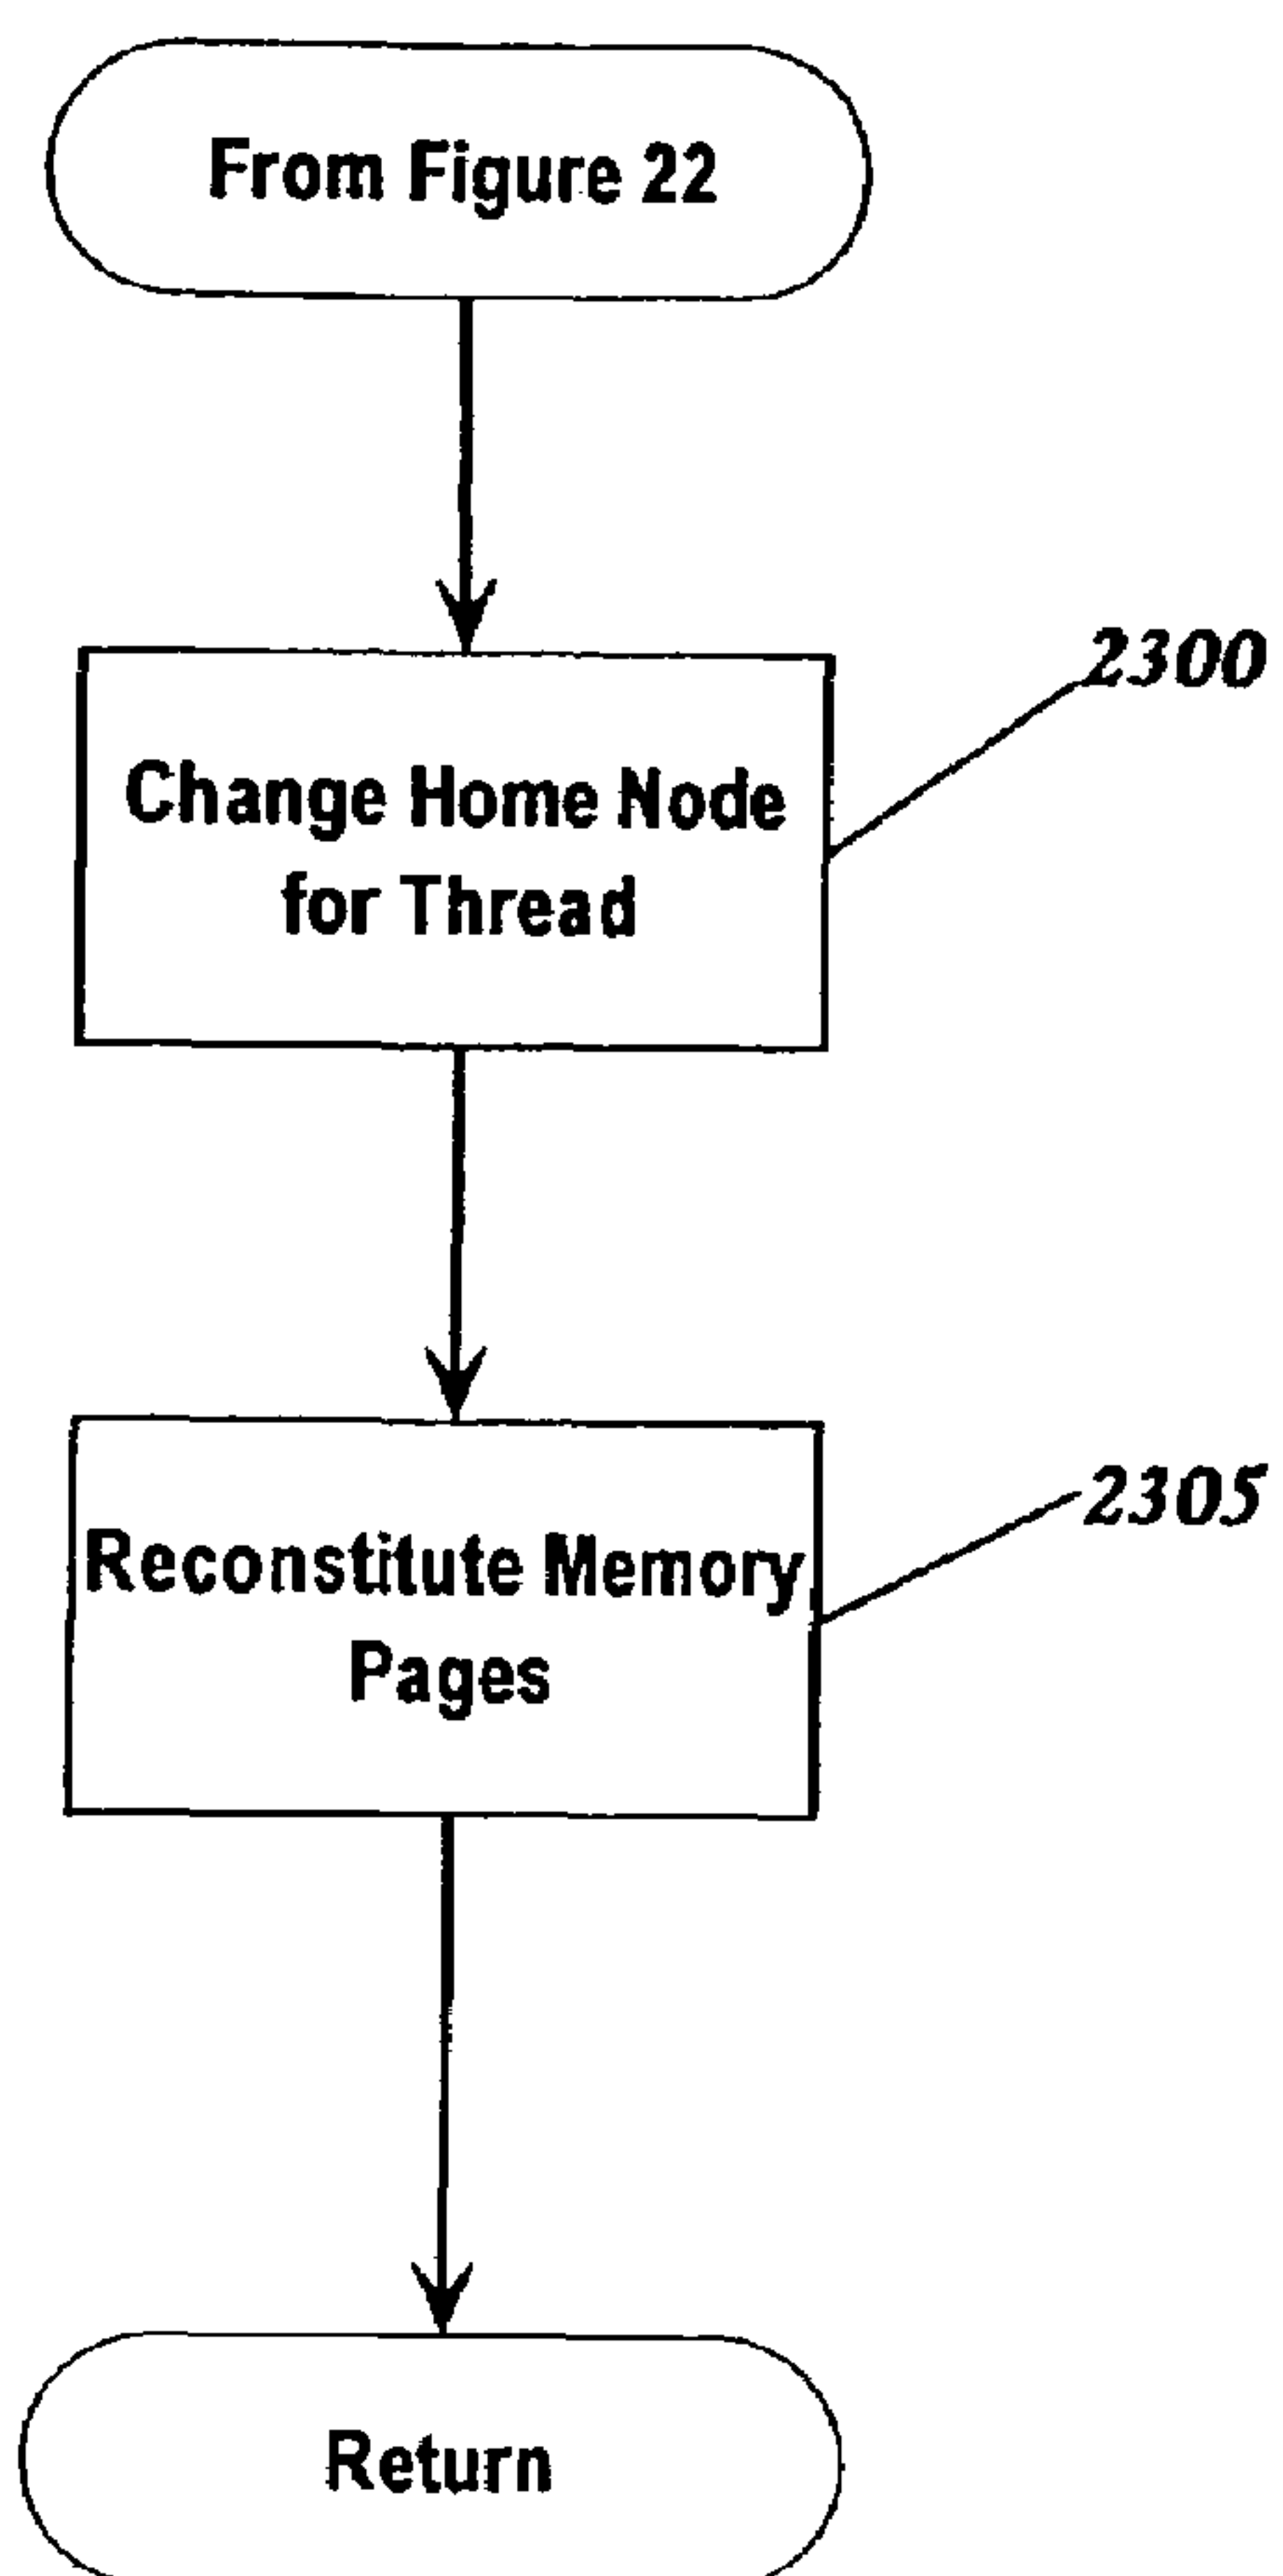 From Figure 22
2300
Change Home Node
for Thread
2305
Reconstitute Memory
Pages
Return